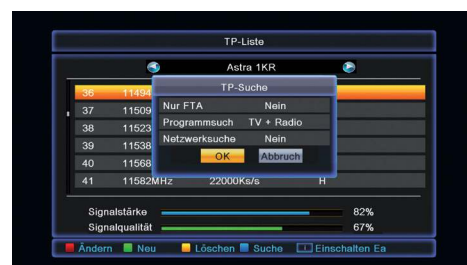 TP-Liste
Astra 1KR
36 11494
TP-Suche
37 11509
Nur FTA Nein
38 11523
Programmsuch TV + Radio
39 11538
Netzwerksuche Nein
40 11568
OK Abbruch
41 11582MHz 22000Ks/s H
Signalstärke 82%
Signalqualität 67%
Ändern Neu Löschen Suche Einschalten Ea